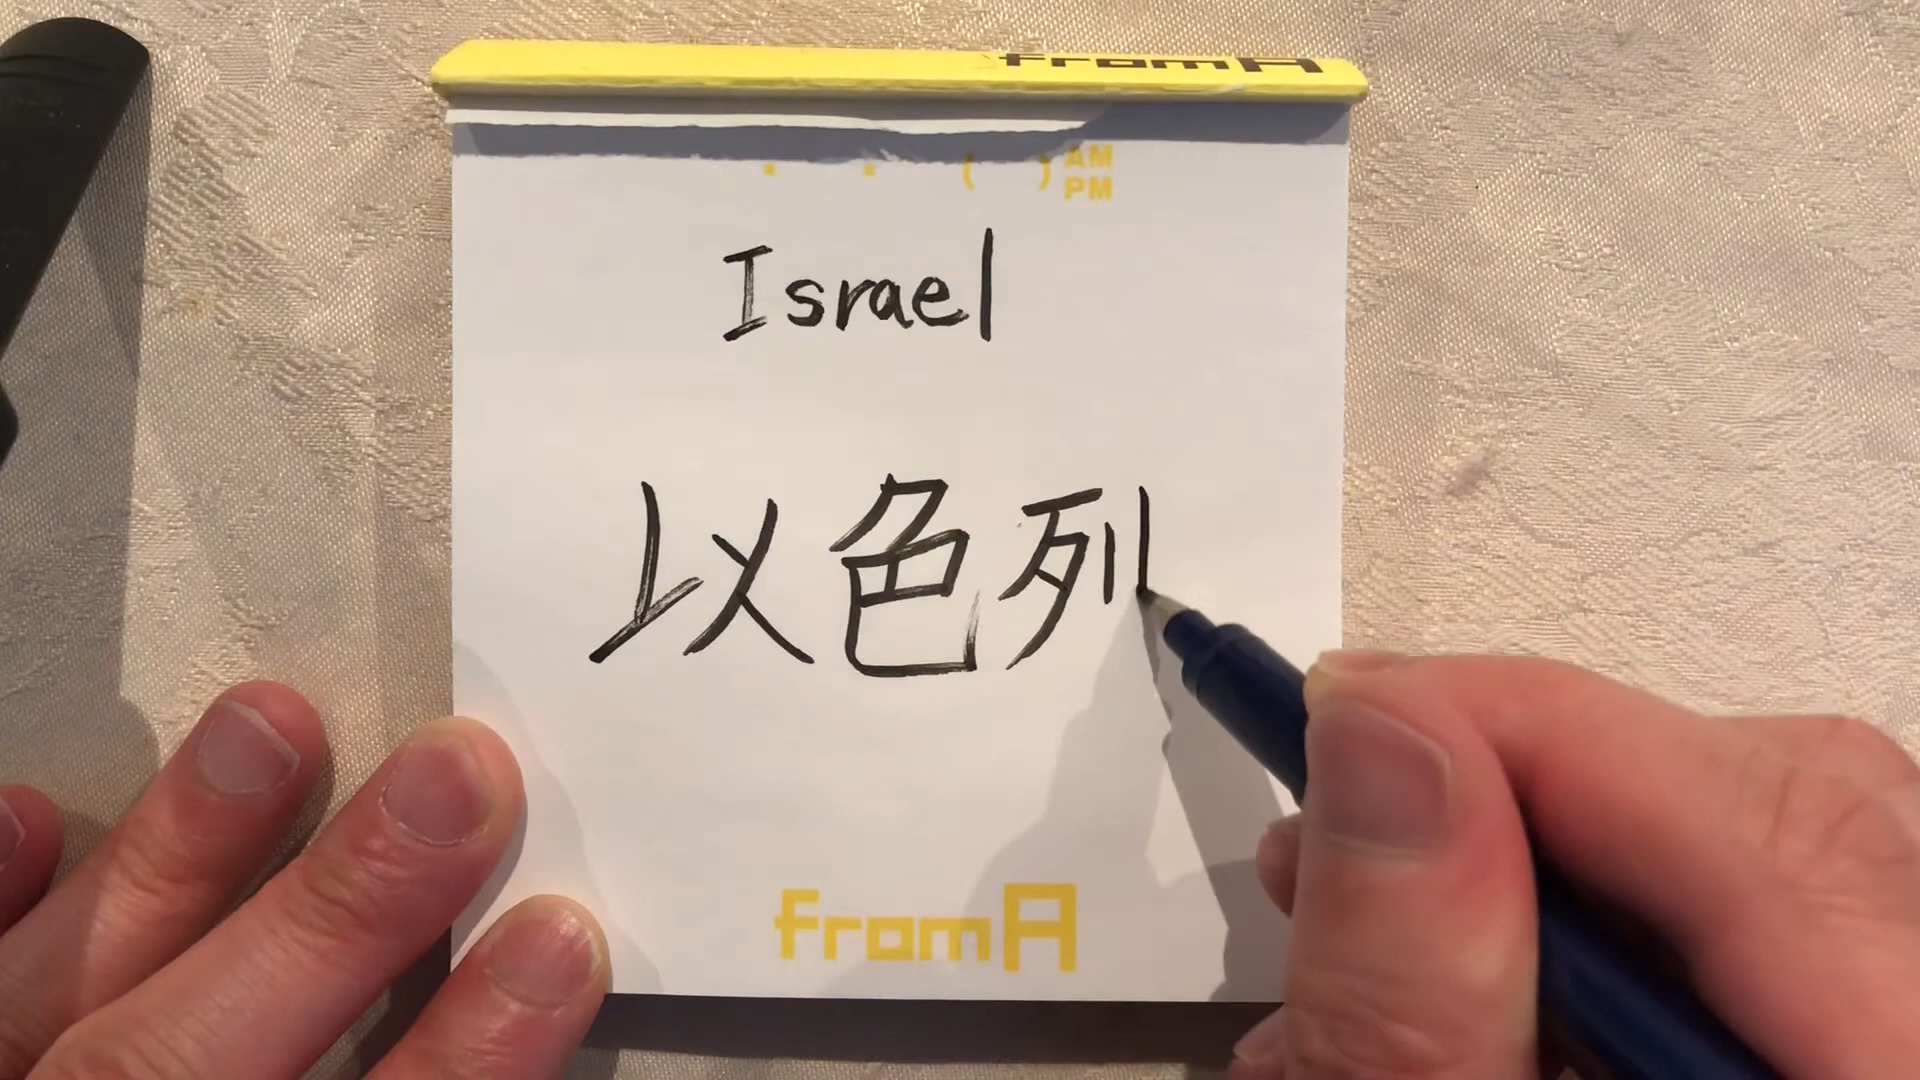 fromA
. . ( ) AM
PM
Israel
以色列
fromA